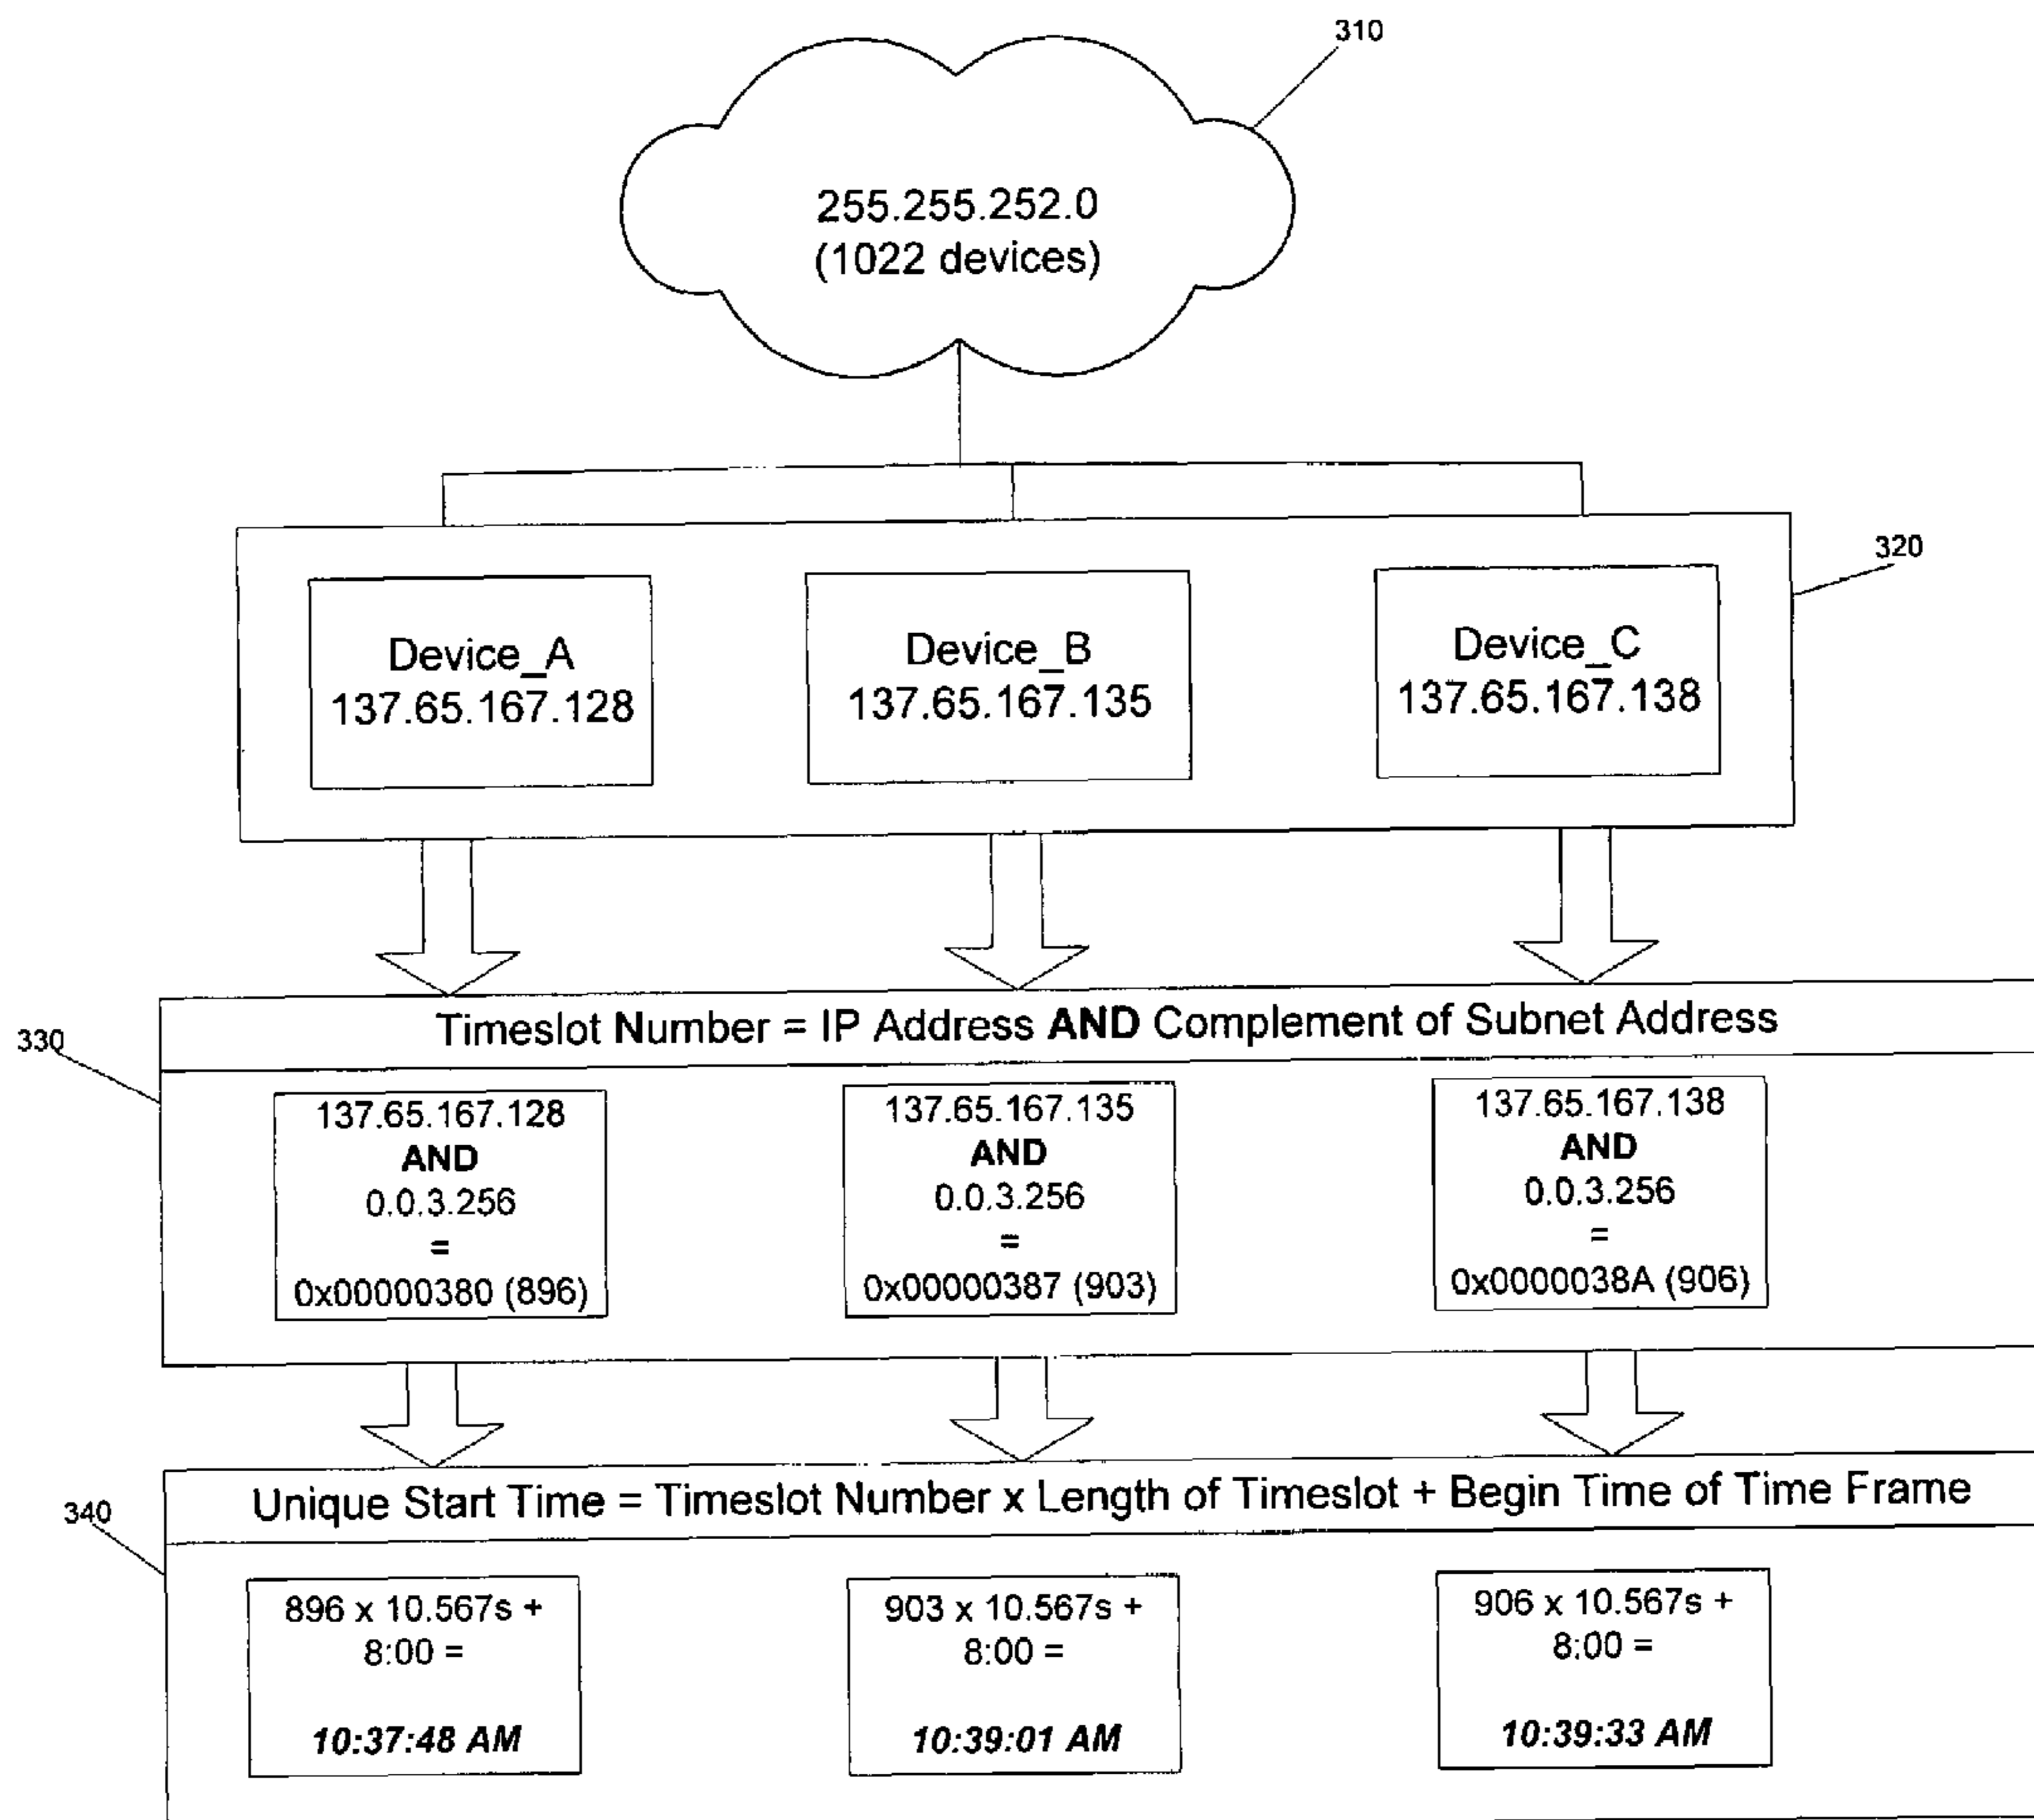 310
255.255.252.0
(1022 devices)
320
Device_A
137.65.167.128
Device_B
137.65.167.135
Device_C
137.65.167.138
330
Timeslot Number = IP Address AND Complement of Subnet Address
137.65.167.128
AND
0.0.3.256
=
0x00000380 (896)
137.65.167.135
AND
0.0.3.256
=
0x00000387 (903)
137.65.167.138
AND
0.0.3.256
=
0x0000038A (906)
340
Unique Start Time = Timeslot Number x Length of Timeslot + Begin Time of Time Frame
896 x 10.567s +
8:00 =
10:37:48 AM
903 x 10.567s +
8:00 =
10:39:01 AM
906 x 10.567s +
8:00 =
10:39:33 AM